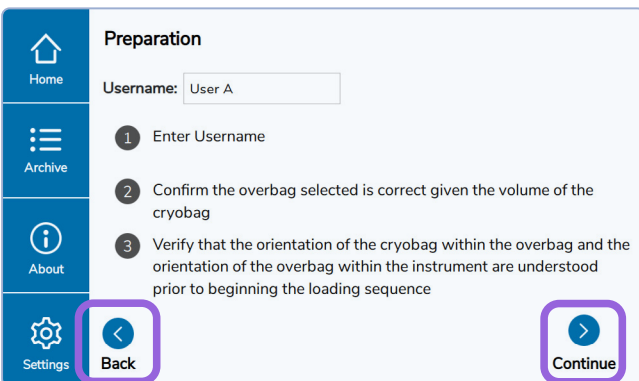 Home
Archive
About
Settings
Preparation
Username: User A
1 Enter Username
2 Confirm the overbag selected is correct given the volume of the
cryobag
3 Verify that the orientation of the cryobag within the overbag and the
orientation of the overbag within the instrument are understood
prior to beginning the loading sequence
Back
Continue